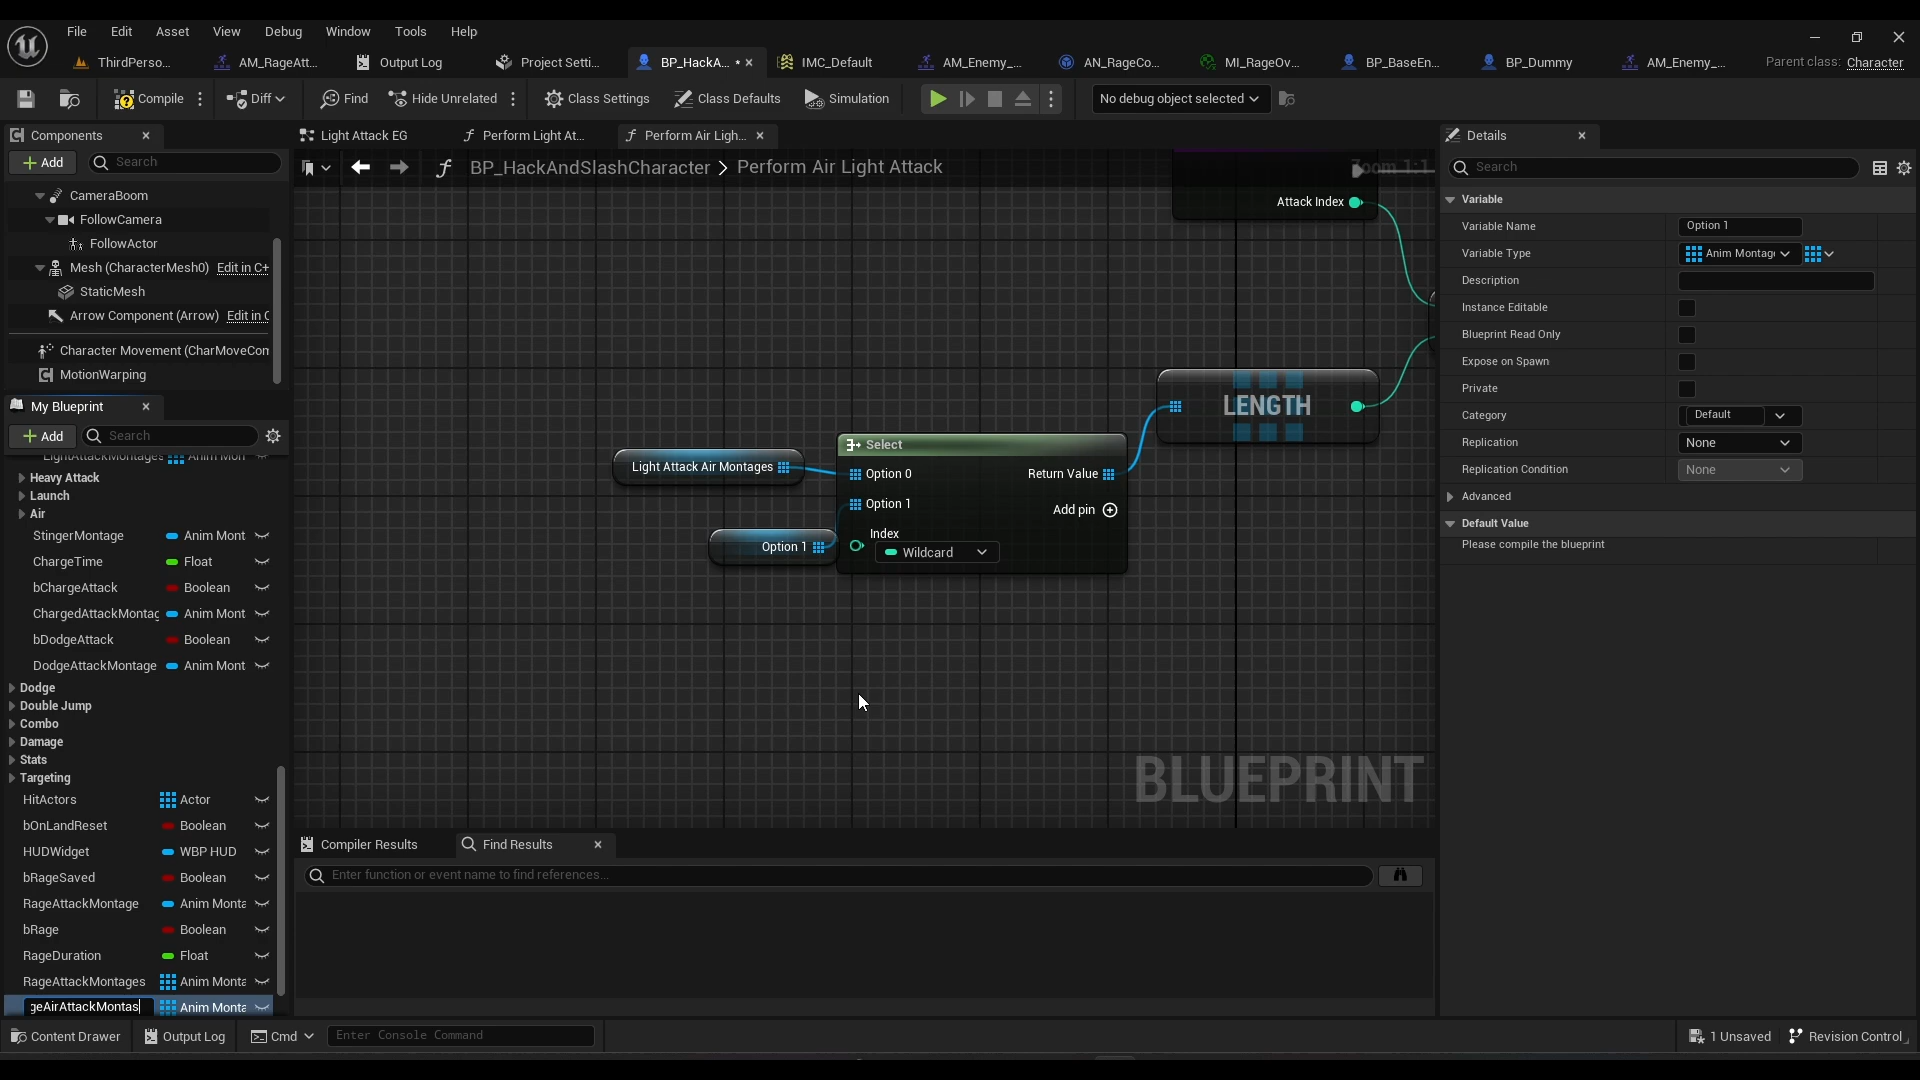 File Edit Asset View Debug Window Tools Help
ThirdPerso... AM_RageAtt... Output Log Project Setti... BP_HackA... * IMC_Default AM_Enemy_... AN_RageCo... MI_RageOv... BP_BaseEn... BP_Dummy AM_Enemy_... Parent class: Character
Compile Diff Find Hide Unrelated Class Settings Class Defaults Simulation No debug object selected
Components
Light Attack EG Perform Light At... Perform Air Ligh...
Details
Add Search
BP_HackAndSlashCharacter > Perform Air Light Attack
Zoom 1:1
Search
CameraBoom
FollowCamera
FollowActor
Mesh (CharacterMesh0) Edit in C+
StaticMesh
Arrow Component (Arrow) Edit in C
Character Movement (CharMoveCom
MotionWarping
My Blueprint
Add Search
LightAttackMontages Anim Mon
Heavy Attack
Launch
Air
StingerMontage Anim Mont
ChargeTime Float
bChargeAttack Boolean
ChargedAttackMontag Anim Mont
bDodgeAttack Boolean
DodgeAttackMontage Anim Mont
Dodge
Double Jump
Combo
Damage
Stats
Targeting
HitActors Actor
bOnLandReset Boolean
HUDWidget WBP HUD
bRageSaved Boolean
RageAttackMontage Anim Monta
bRage Boolean
RageDuration Float
RageAttackMontages Anim Monta
geAirAttackMontas Anim Monta
Attack Index
LENGTH
Light Attack Air Montages
Select
Option 0 Return Value
Option 1 Add pin
Index
Wildcard
Option 1
BLUEPRINT
Compiler Results Find Results
Enter function or event name to find references...
Variable
Variable Name Option 1
Variable Type Anim Montag
Description
Instance Editable
Blueprint Read Only
Expose on Spawn
Private
Category Default
Replication None
Replication Condition None
Advanced
Default Value
Please compile the blueprint
Content Drawer Output Log Cmd Enter Console Command 1 Unsaved Revision Control